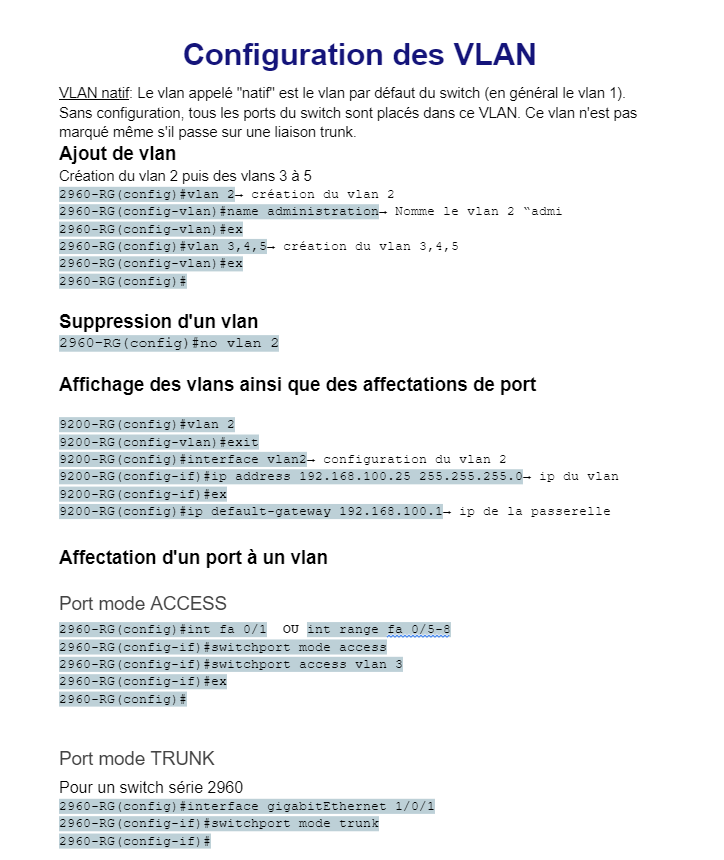 Configuration des VLAN
VLAN natif: Le vlan appelé "natif" est le vlan par défaut du switch (en général le vlan 1).
Sans configuration, tous les ports du switch sont placés dans ce VLAN. Ce vlan n'est pas
marqué même s'il passe sur une liaison trunk.
Ajout de vlan
Création du vlan 2 puis des vlans 3 à 5
2960-RG(config)#vlan 2→ création du vlan 2
2960-RG(config-vlan)#name administration→ Nomme le vlan 2 “admi
2960-RG(config-vlan)#ex
2960-RG(config)#vlan 3,4,5→ création du vlan 3,4,5
2960-RG(config-vlan)#ex
2960-RG(config)#
Suppression d'un vlan
2960-RG(config)#no vlan 2
Affichage des vlans ainsi que des affectations de port
9200-RG(config)#vlan 2
9200-RG(config-vlan)#exit
9200-RG(config)#interface vlan2→ configuration du vlan 2
9200-RG(config-if)#ip address 192.168.100.25 255.255.255.0→ ip du vlan
9200-RG(config-if)#ex
9200-RG(config)#ip default-gateway 192.168.100.1→ ip de la passerelle
Affectation d'un port à un vlan
Port mode ACCESS
2960-RG(config)#int fa 0/1 OU int range fa 0/5-8
2960-RG(config-if)#switchport mode access
2960-RG(config-if)#switchport access vlan 3
2960-RG(config-if)#ex
2960-RG(config)#
Port mode TRUNK
Pour un switch série 2960
2960-RG(config)#interface gigabitEthernet 1/0/1
2960-RG(config-if)#switchport mode trunk
2960-RG(config-if)#